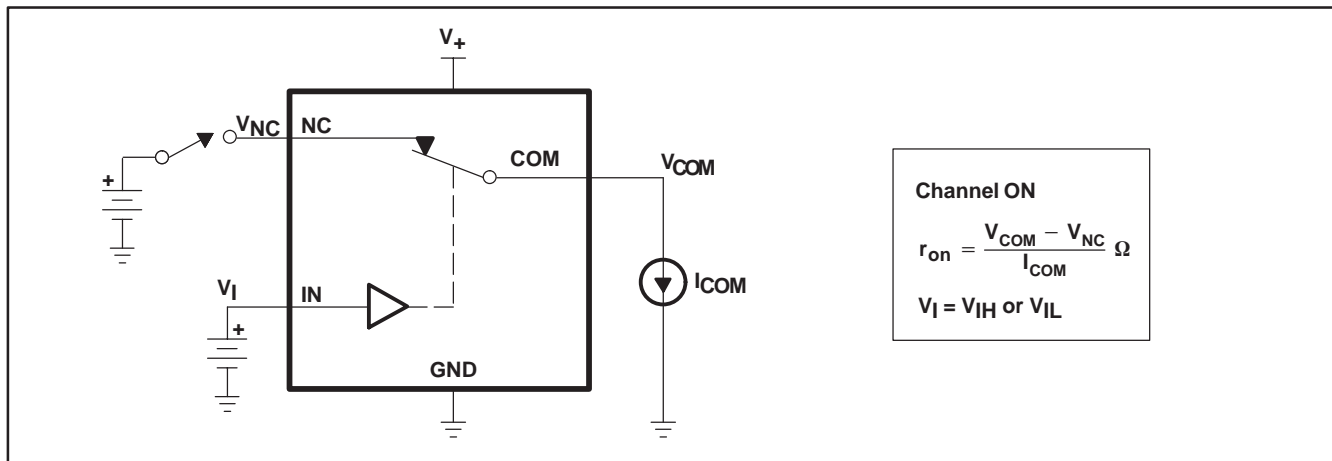 V+
VNC NC
COM
VCOM
+
VI IN
+
ICOM
GND
Channel ON
ron = VCOM − VNC / ICOM Ω
VI = VIH or VIL